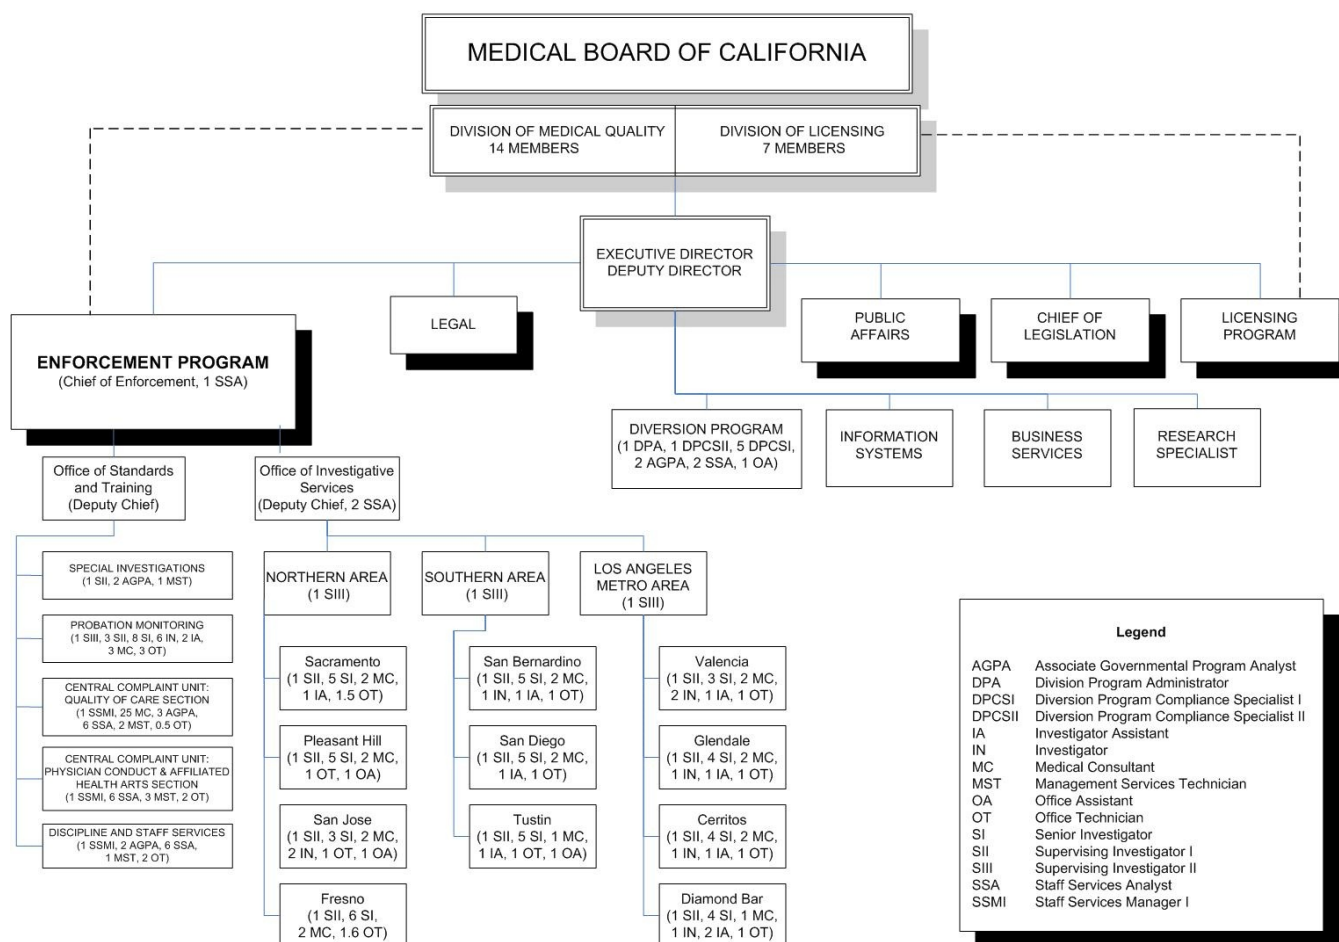 MEDICAL BOARD OF CALIFORNIA
DIVISION OF MEDICAL QUALITY
14 MEMBERS
DIVISION OF LICENSING
7 MEMBERS
EXECUTIVE DIRECTOR
DEPUTY DIRECTOR
ENFORCEMENT PROGRAM
(Chief of Enforcement, 1 SSA)
LEGAL
PUBLIC
AFFAIRS
CHIEF OF
LEGISLATION
LICENSING
PROGRAM
DIVERSION PROGRAM
(1 DPA, 1 DPCSII, 5 DPCSI,
2 AGPA, 2 SSA, 1 OA)
INFORMATION
SYSTEMS
BUSINESS
SERVICES
RESEARCH
SPECIALIST
Office of Standards
and Training
(Deputy Chief)
Office of Investigative
Services
(Deputy Chief, 2 SSA)
SPECIAL INVESTIGATIONS
(1 SII, 2 AGPA, 1 MST)
PROBATION MONITORING
(1 SIII, 3 SII, 8 SI, 6 IN, 2 IA,
3 MC, 3 OT)
CENTRAL COMPLAINT UNIT:
QUALITY OF CARE SECTION
(1 SSMI, 25 MC, 3 AGPA,
6 SSA, 2 MST, 0.5 OT)
CENTRAL COMPLAINT UNIT:
PHYSICIAN CONDUCT & AFFILIATED
HEALTH ARTS SECTION
(1 SSMI, 6 SSA, 3 MST, 2 OT)
DISCIPLINE AND STAFF SERVICES
(1 SSMI, 2 AGPA, 6 SSA,
1 MST, 2 OT)
NORTHERN AREA
(1 SIII)
Sacramento
(1 SII, 5 SI, 2 MC,
1 IA, 1.5 OT)
Pleasant Hill
(1 SII, 5 SI, 2 MC,
1 OT, 1 OA)
San Jose
(1 SII, 3 SI, 2 MC,
2 IN, 1 OT, 1 OA)
Fresno
(1 SII, 6 SI,
2 MC, 1.6 OT)
SOUTHERN AREA
(1 SIII)
San Bernardino
(1 SII, 5 SI, 2 MC,
1 IN, 1 IA, 1 OT)
San Diego
(1 SII, 5 SI, 2 MC,
1 IA, 1 OT)
Tustin
(1 SII, 5 SI, 1 MC,
1 IA, 1 OT, 1 OA)
LOS ANGELES
METRO AREA
(1 SIII)
Valencia
(1 SII, 3 SI, 2 MC,
2 IN, 1 IA, 1 OT)
Glendale
(1 SII, 4 SI, 2 MC,
1 IN, 1 IA, 1 OT)
Cerritos
(1 SII, 4 SI, 2 MC,
1 IN, 1 IA, 1 OT)
Diamond Bar
(1 SII, 4 SI, 1 MC,
1 IN, 2 IA, 1 OT)
Legend
AGPA Associate Governmental Program Analyst
DPA Division Program Administrator
DPCSI Diversion Program Compliance Specialist I
DPCSII Diversion Program Compliance Specialist II
IA Investigator Assistant
IN Investigator
MC Medical Consultant
MST Management Services Technician
OA Office Assistant
OT Office Technician
SI Senior Investigator
SII Supervising Investigator I
SIII Supervising Investigator II
SSA Staff Services Analyst
SSMI Staff Services Manager I